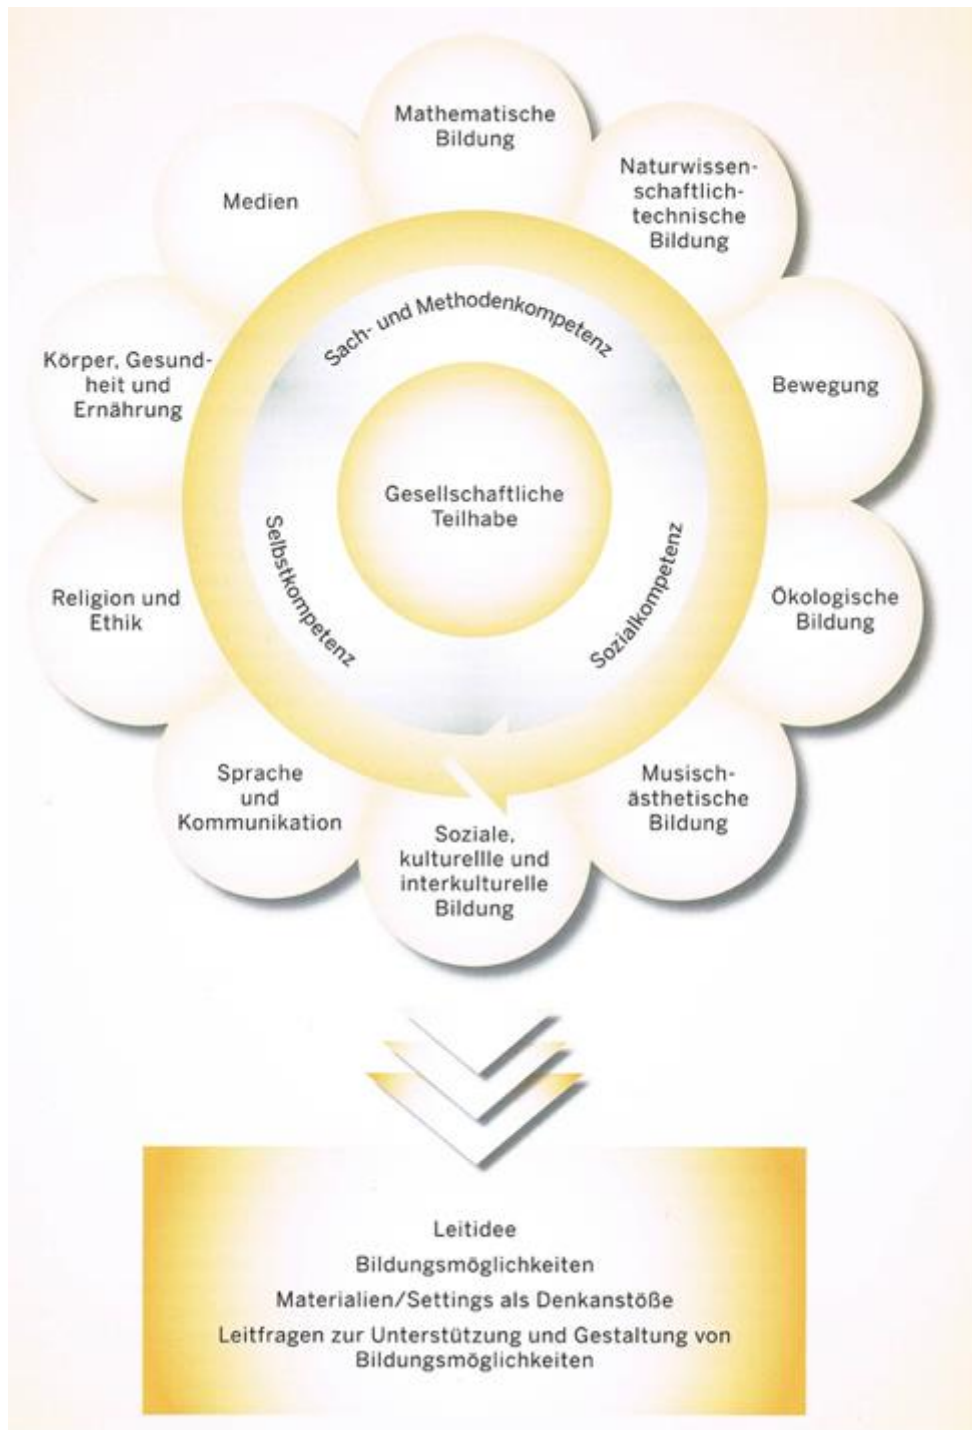 Mathematische
Bildung
Naturwissen-
schaftlich-
technische
Bildung
Medien
Sach- und Methodenkompetenz
Körper, Gesund-
heit und
Ernährung
Bewegung
Gesellschaftliche
Teilhabe
Selbstkompetenz
Sozialkompetenz
Religion und
Ethik
Ökologische
Bildung
Sprache
und
Kommunikation
Musisch-
ästhetische
Bildung
Soziale,
kulturellle und
interkulturelle
Bildung
Leitidee
Bildungsmöglichkeiten
Materialien/Settings als Denkanstöße
Leitfragen zur Unterstützung und Gestaltung von
Bildungsmöglichkeiten